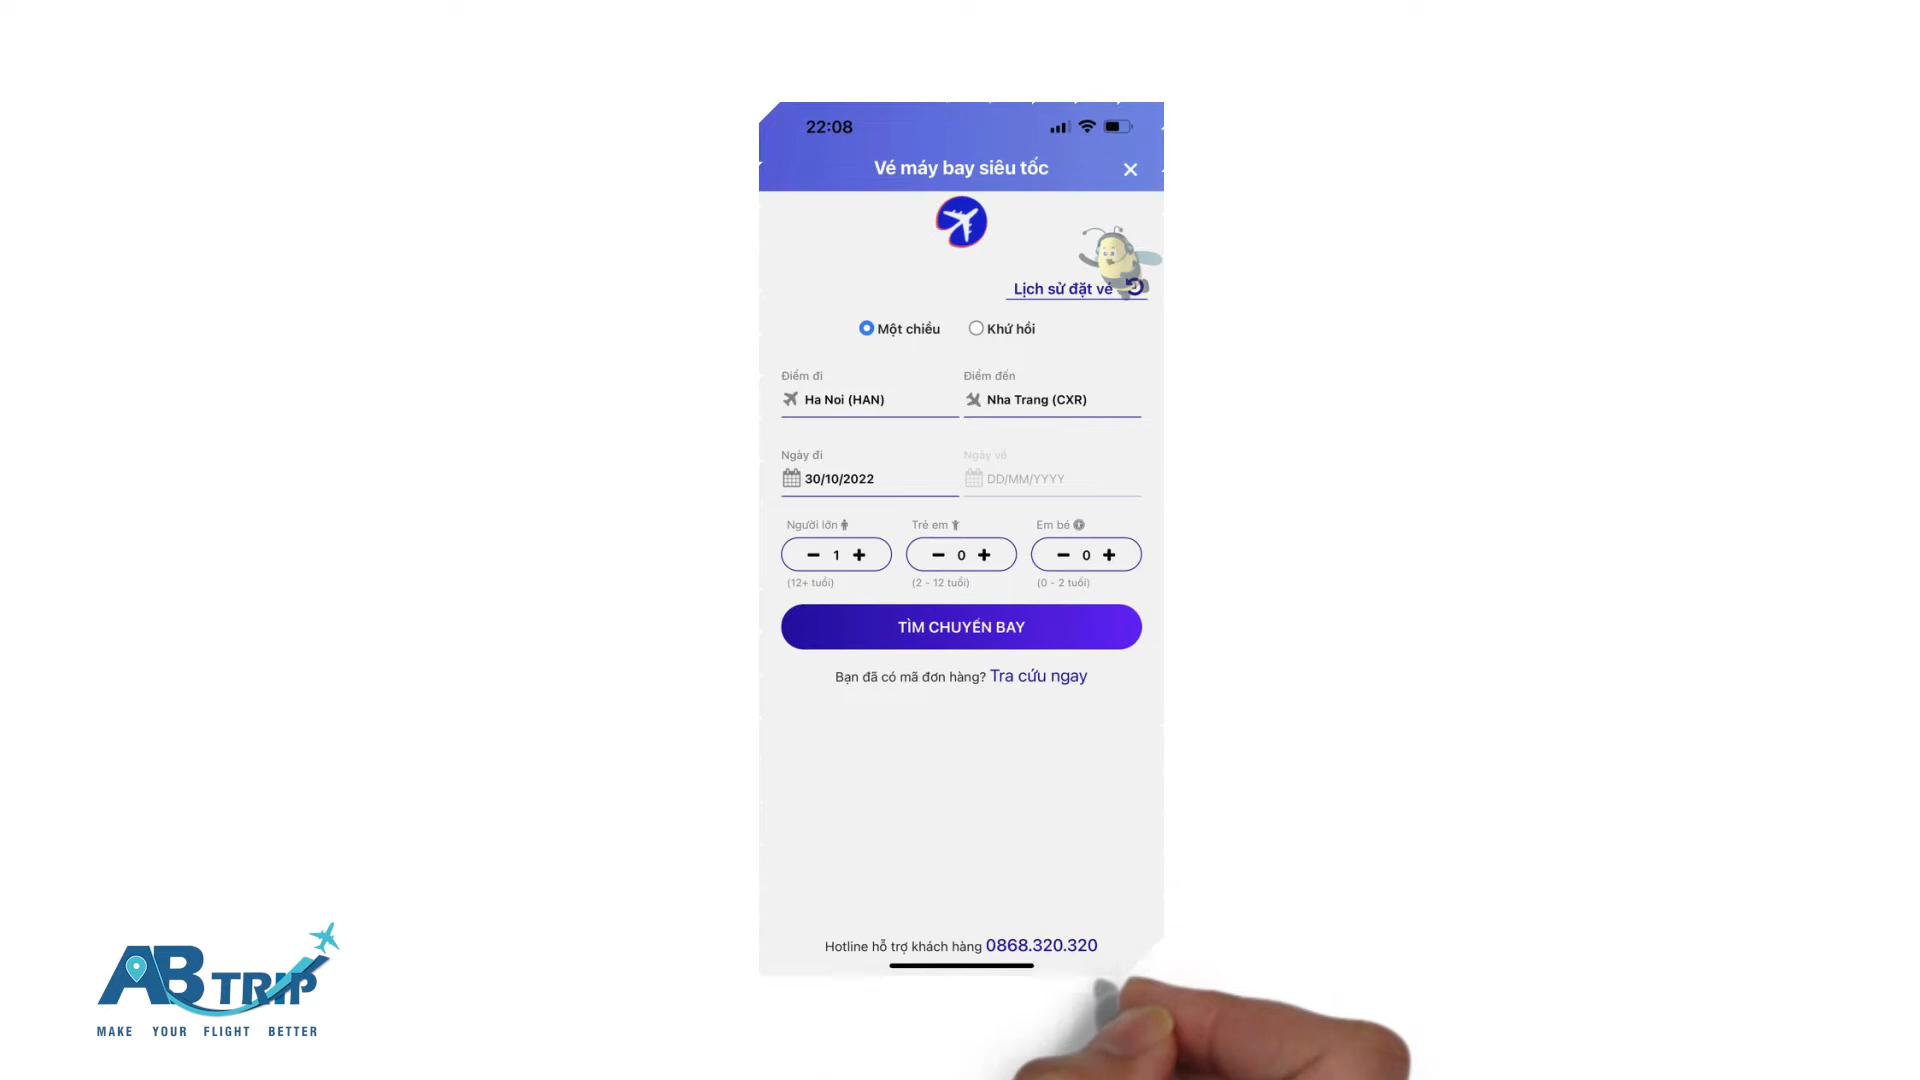 22:08
Vé máy bay siêu tốc
Lịch sử đặt vé
Một chiều Khứ hồi
Điểm đi Điểm đến
Ha Noi (HAN) Nha Trang (CXR)
Ngày đi Ngày về
30/10/2022 DD/MM/YYYY
Người lớn Trẻ em Em bé
1 0 0
(12+ tuổi) (2 - 12 tuổi) (0 - 2 tuổi)
TÌM CHUYẾN BAY
Bạn đã có mã đơn hàng? Tra cứu ngay
Hotline hỗ trợ khách hàng 0868.320.320
AB TRIP
MAKE YOUR FLIGHT BETTER